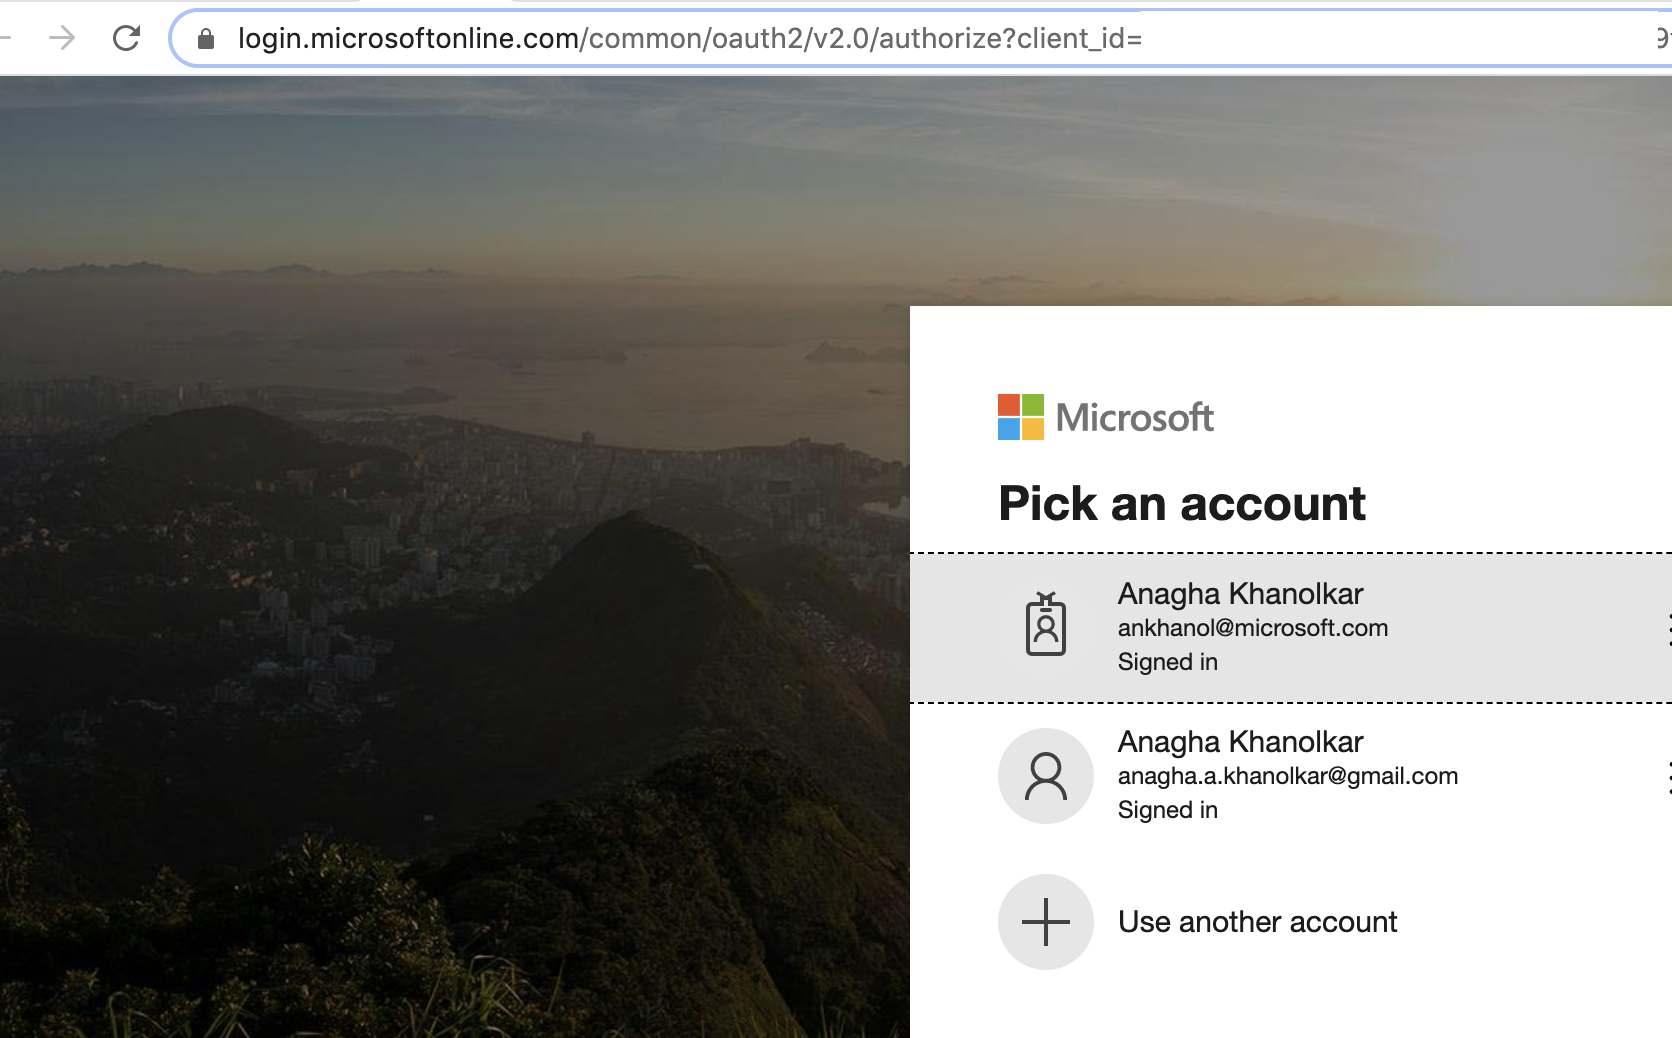 login.microsoftonline.com/common/oauth2/v2.0/authorize?client_id=
Microsoft
Pick an account
Anagha Khanolkar
ankhanol@microsoft.com
Signed in
Anagha Khanolkar
anagha.a.khanolkar@gmail.com
Signed in
Use another account